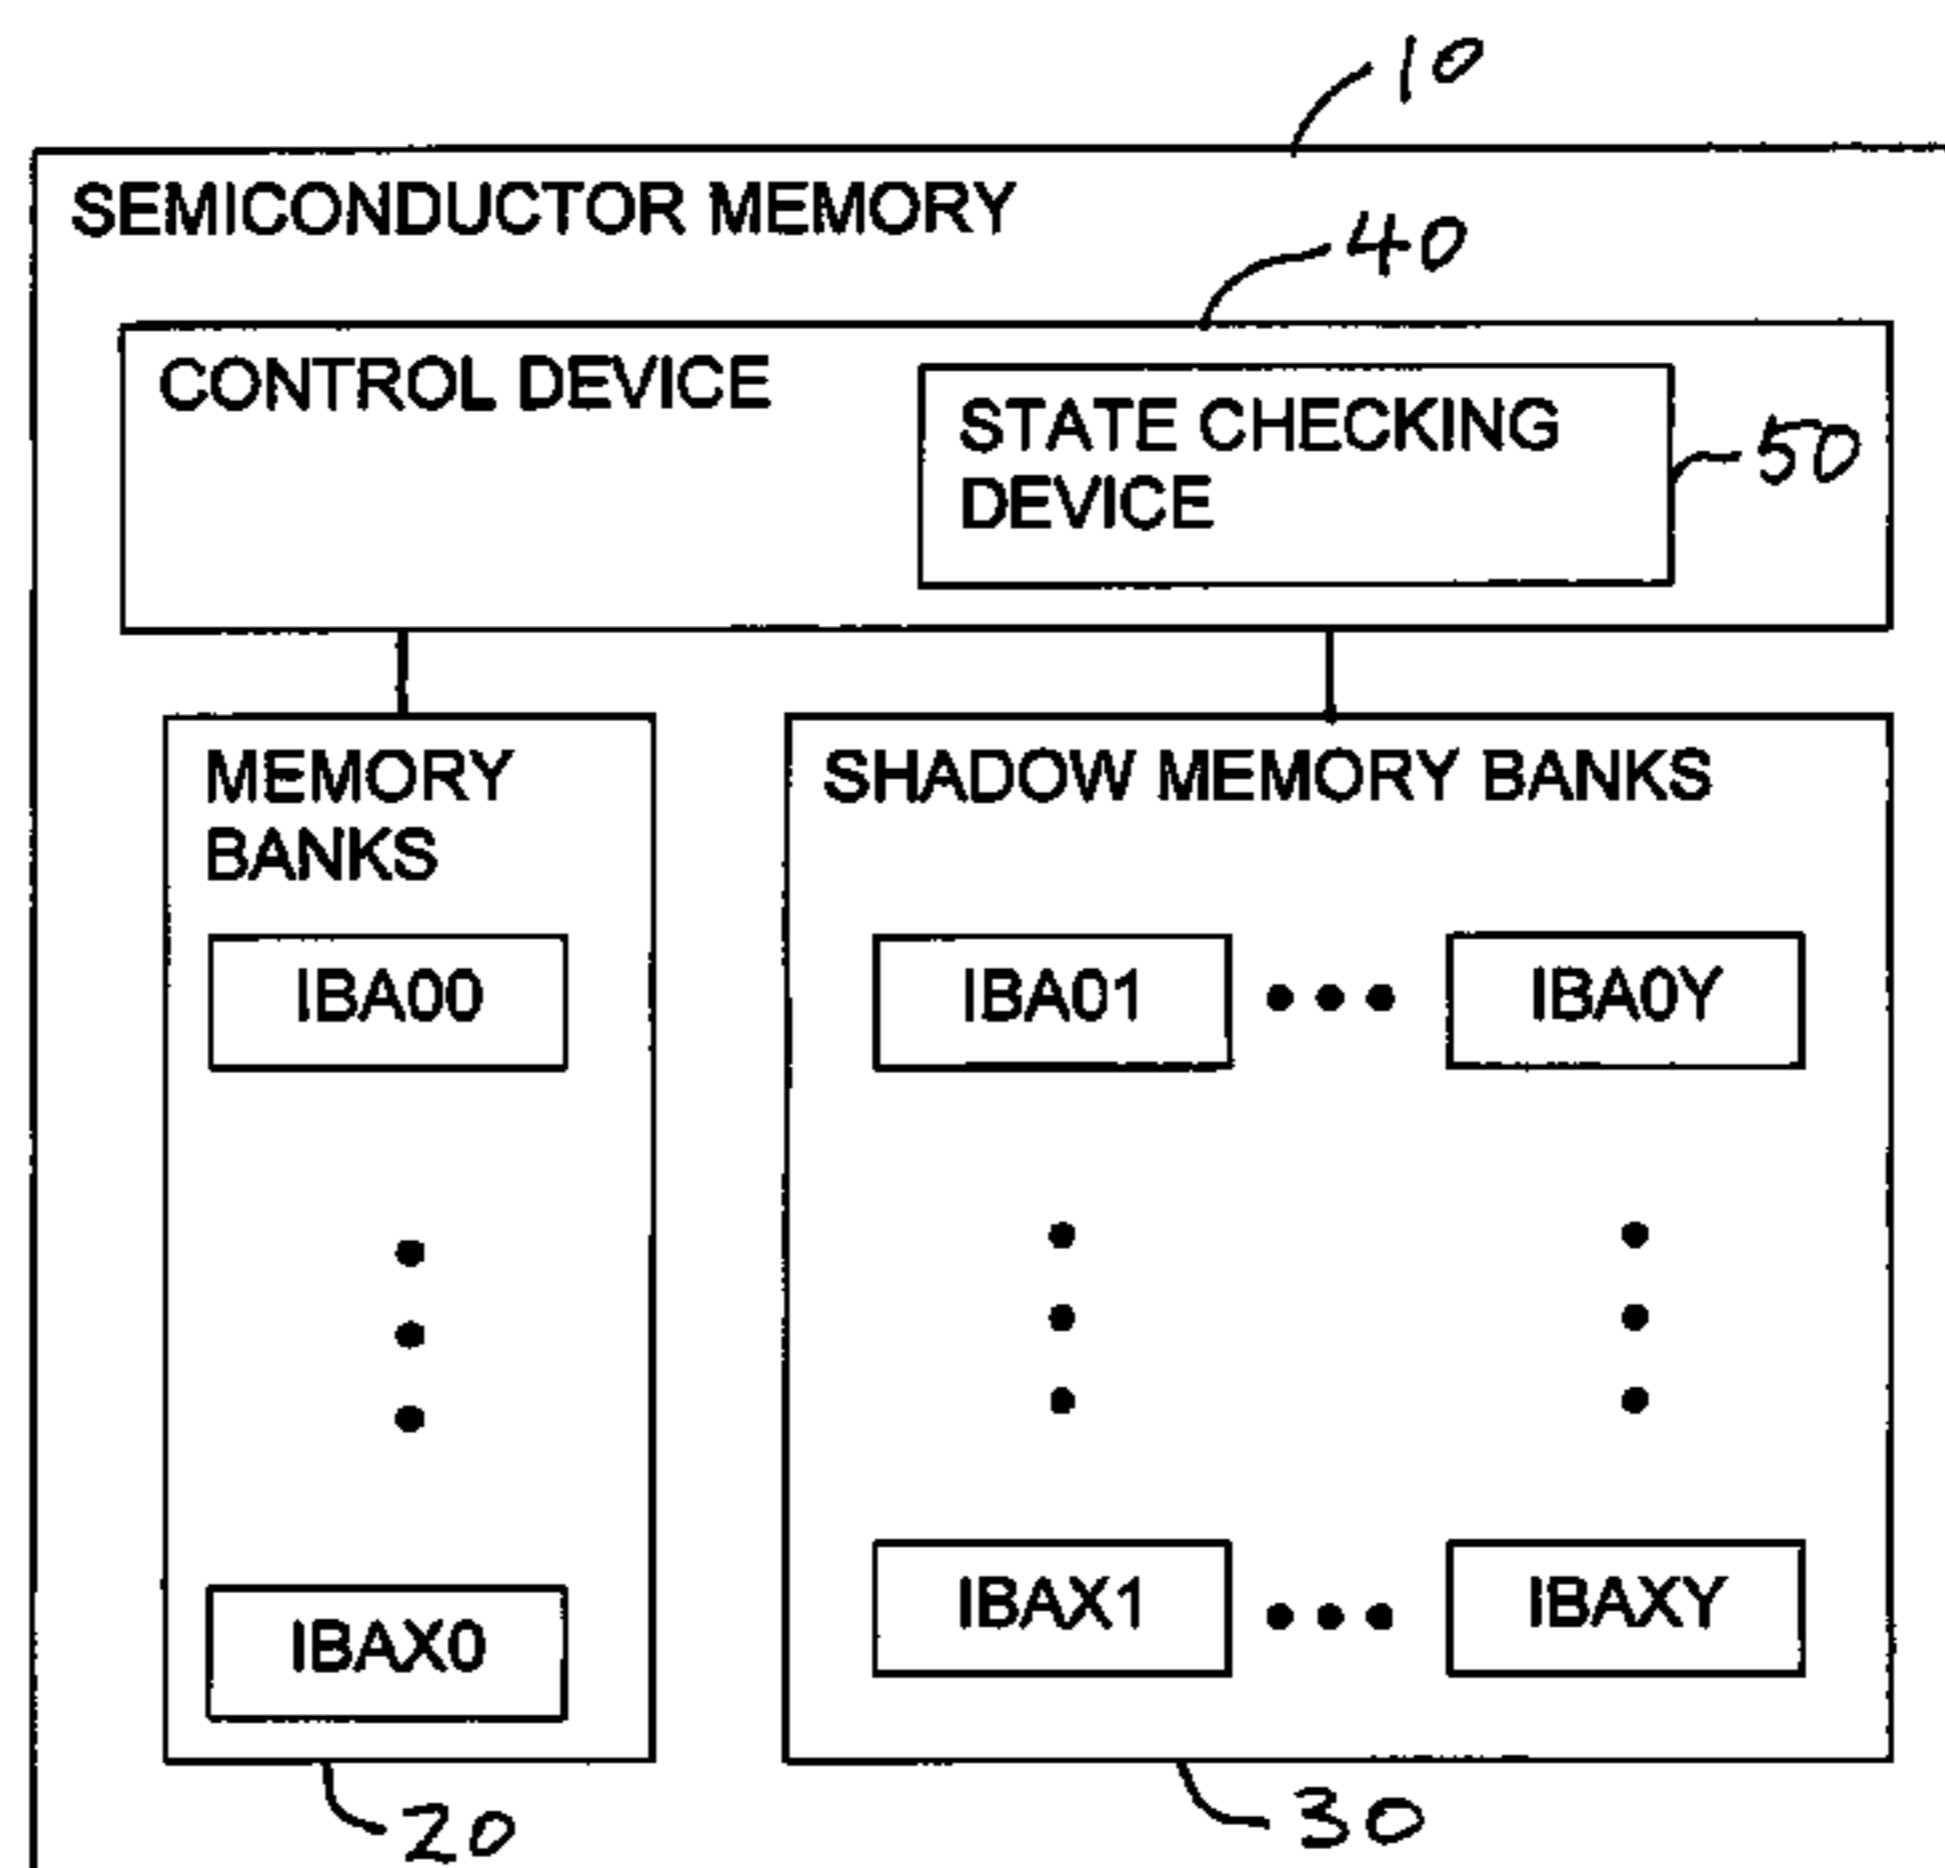 10
SEMICONDUCTOR MEMORY
40
CONTROL DEVICE
STATE CHECKING
DEVICE
50
MEMORY
BANKS
SHADOW MEMORY BANKS
IBA00
IBA01
IBA0Y
IBAX0
IBAX1
IBAXY
20
30